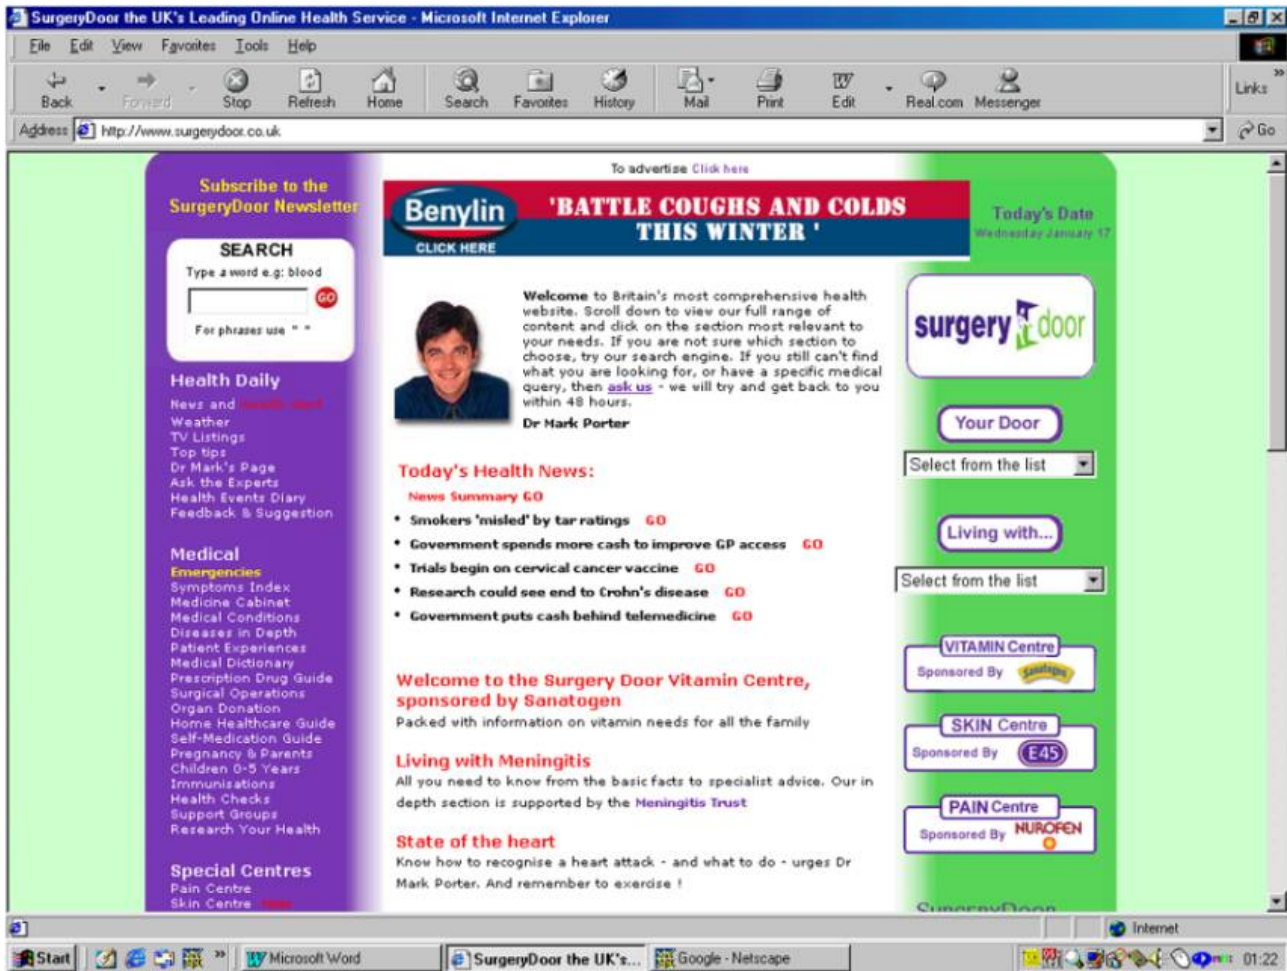 SurgeryDoor the UK's Leading Online Health Service - Microsoft Internet Explorer
File Edit View Favorites Tools Help
Back Forward Stop Refresh Home Search Favorites History Mail Print Edit Real.com Messenger Links
Address http://www.surgerydoor.co.uk Go
Subscribe to the
SurgeryDoor Newsletter
SEARCH
Type a word e.g: blood
GO
For phrases use " "
Health Daily
News and
Weather
TV Listings
Top tips
Dr Mark's Page
Ask the Experts
Health Events Diary
Feedback & Suggestion
Medical
Emergencies
Symptoms Index
Medicine Cabinet
Medical Conditions
Diseases in Depth
Patient Experiences
Medical Dictionary
Prescription Drug Guide
Surgical Operations
Organ Donation
Home Healthcare Guide
Self-Medication Guide
Pregnancy & Parents
Children 0-5 Years
Immunisations
Health Checks
Support Groups
Research Your Health
Special Centres
Pain Centre
Skin Centre
To advertise Click here
Benylin
CLICK HERE
'BATTLE COUGHS AND COLDS
THIS WINTER '
Welcome to Britain's most comprehensive health
website. Scroll down to view our full range of
content and click on the section most relevant to
your needs. If you are not sure which section to
choose, try our search engine. If you still can't find
what you are looking for, or have a specific medical
query, then ask us - we will try and get back to you
within 48 hours.
Dr Mark Porter
Today's Health News:
News Summary GO
• Smokers 'misled' by tar ratings GO
• Government spends more cash to improve GP access GO
• Trials begin on cervical cancer vaccine GO
• Research could see end to Crohn's disease GO
• Government puts cash behind telemedicine GO
Welcome to the Surgery Door Vitamin Centre,
sponsored by Sanatogen
Packed with information on vitamin needs for all the family
Living with Meningitis
All you need to know from the basic facts to specialist advice. Our in
depth section is supported by the Meningitis Trust
State of the heart
Know how to recognise a heart attack - and what to do - urges Dr
Mark Porter. And remember to exercise !
Today's Date
Wednesday January 17
surgery door
Your Door
Select from the list
Living with...
Select from the list
VITAMIN Centre
Sponsored By Sanatogen
SKIN Centre
Sponsored By E45
PAIN Centre
Sponsored By NUROFEN
SurgeryDoor
Internet
Start Microsoft Word SurgeryDoor the UK's... Google - Netscape 01:22